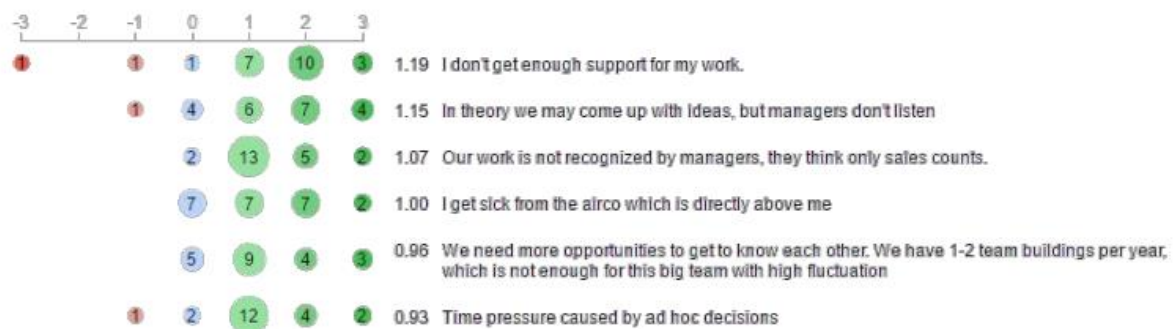 -3 -2 -1 0 1 2 3
1 1 1 7 10 3 1.19 I don't get enough support for my work.
1 4 6 7 4 1.15 In theory we may come up with ideas, but managers don't listen
2 13 5 2 1.07 Our work is not recognized by managers, they think only sales counts.
7 7 7 2 1.00 I get sick from the airco which is directly above me
5 9 4 3 0.96 We need more opportunities to get to know each other. We have 1-2 team buildings per year,
which is not enough for this big team with high fluctuation
1 2 12 4 2 0.93 Time pressure caused by ad hoc decisions